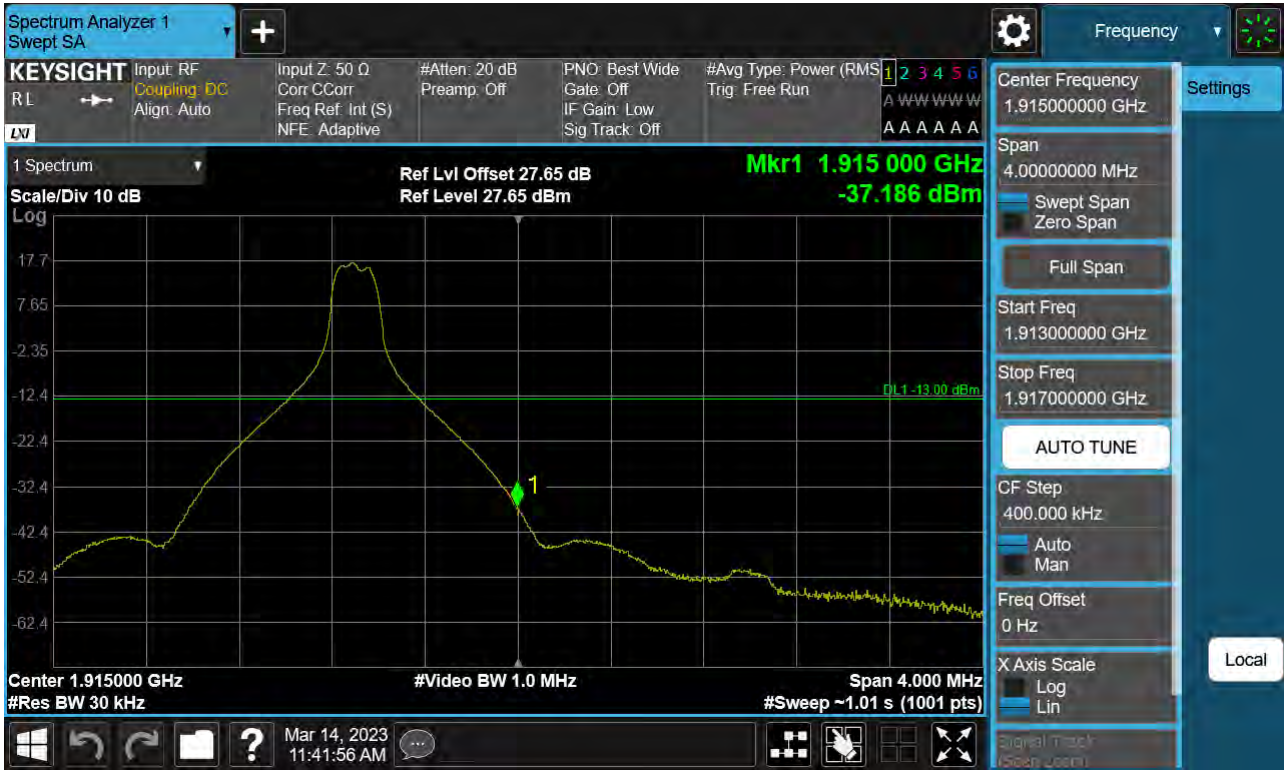 Spectrum Analyzer 1
Swept SA
Frequency
KEYSIGHT
R L
LXI
Input: RF
Coupling: DC
Align: Auto
Input Z: 50 Ω
Corr CCorr
Freq Ref: Int (S)
NFE: Adaptive
#Atten: 20 dB
Preamp: Off
PNO: Best Wide
Gate: Off
IF Gain: Low
Sig Track: Off
#Avg Type: Power (RMS
Trig: Free Run
1 2 3 4 5 6
A W W W W W
A A A A A A
1 Spectrum
Scale/Div 10 dB
Log
Ref Lvl Offset 27.65 dB
Ref Level 27.65 dBm
Mkr1 1.915 000 GHz
-37.186 dBm
17.7
7.65
-2.35
-12.4
-22.4
-32.4
-42.4
-52.4
-62.4
DL1 -13.00 dBm
1
Center 1.915000 GHz
#Res BW 30 kHz
#Video BW 1.0 MHz
Span 4.000 MHz
#Sweep ~1.01 s (1001 pts)
Center Frequency
1.915000000 GHz
Span
4.00000000 MHz
Swept Span
Zero Span
Full Span
Start Freq
1.913000000 GHz
Stop Freq
1.917000000 GHz
AUTO TUNE
CF Step
400.000 kHz
Auto
Man
Freq Offset
0 Hz
X Axis Scale
Log
Lin
Signal Track
(Span Zoom)
Settings
Local
?
Mar 14, 2023
11:41:56 AM